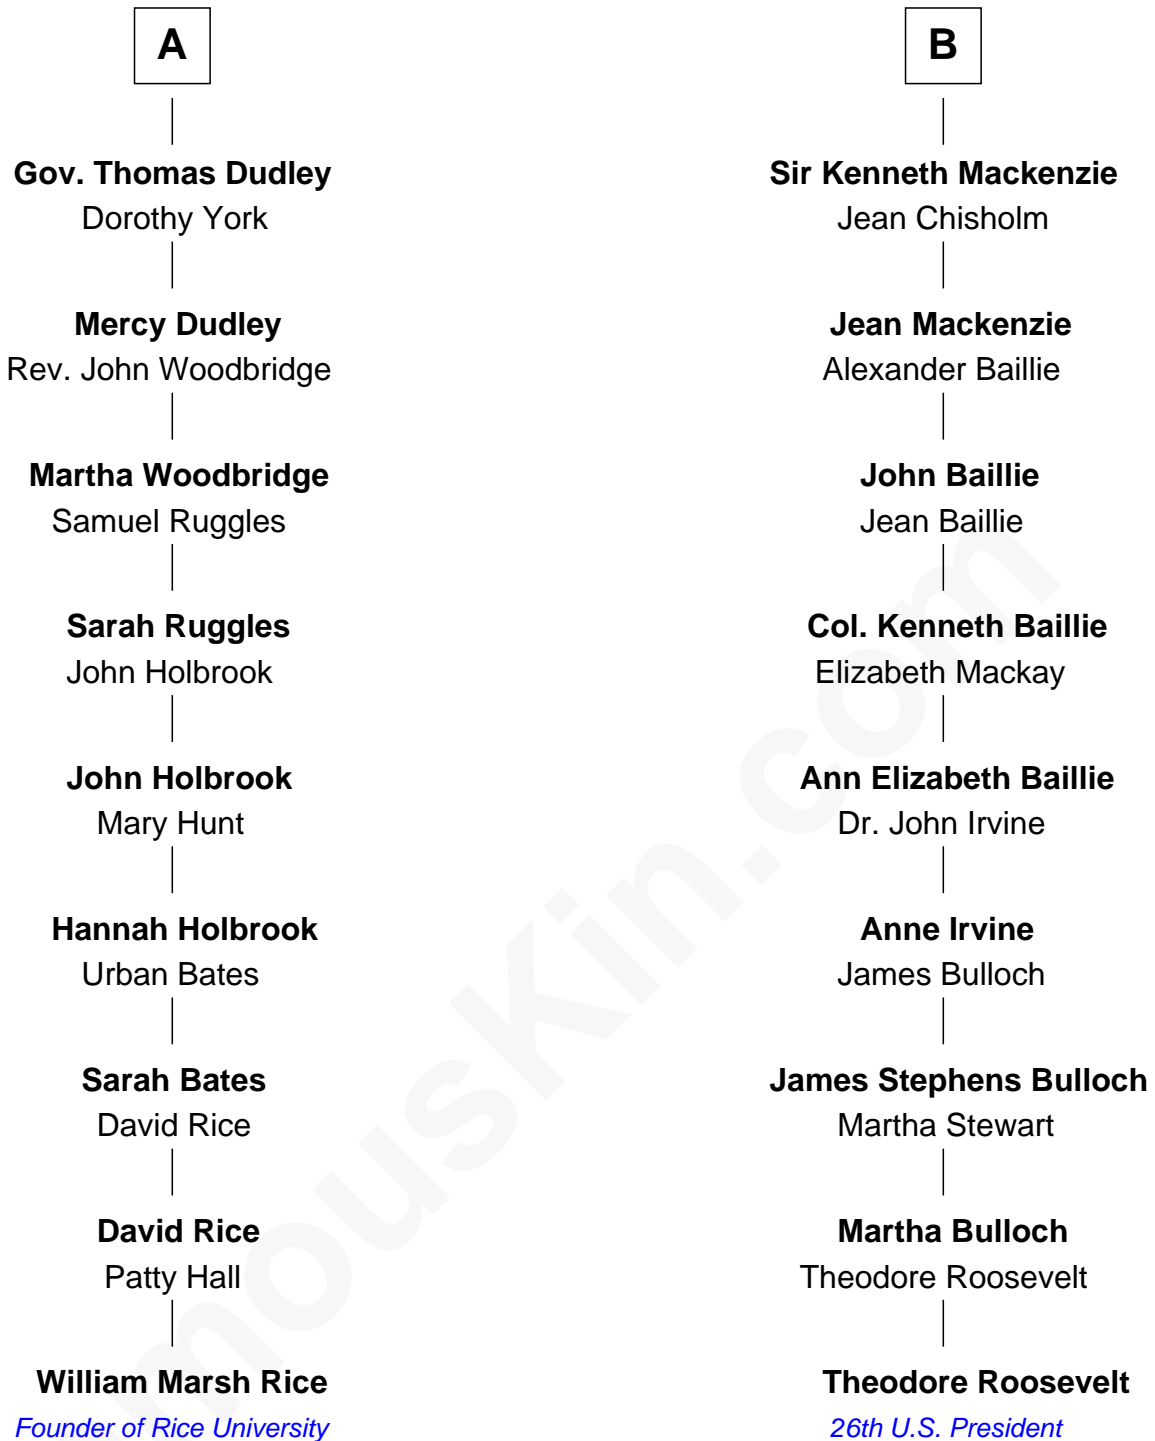 A
Gov. Thomas Dudley
Dorothy York
Mercy Dudley
Rev. John Woodbridge
Martha Woodbridge
Samuel Ruggles
Sarah Ruggles
John Holbrook
John Holbrook
Mary Hunt
Hannah Holbrook
Urban Bates
Sarah Bates
David Rice
David Rice
Patty Hall
William Marsh Rice
Founder of Rice University
B
Sir Kenneth Mackenzie
Jean Chisholm
Jean Mackenzie
Alexander Baillie
John Baillie
Jean Baillie
Col. Kenneth Baillie
Elizabeth Mackay
Ann Elizabeth Baillie
Dr. John Irvine
Anne Irvine
James Bulloch
James Stephens Bulloch
Martha Stewart
Martha Bulloch
Theodore Roosevelt
Theodore Roosevelt
26th U.S. President
mousKin.com